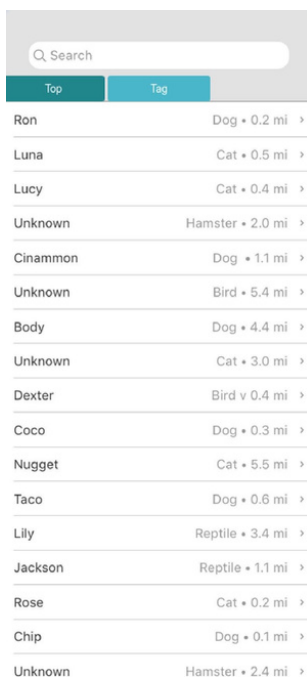 Search
Top Tag
Ron Dog • 0.2 mi >
Luna Cat • 0.5 mi >
Lucy Cat • 0.4 mi >
Unknown Hamster • 2.0 mi >
Cinammon Dog • 1.1 mi >
Unknown Bird • 5.4 mi >
Body Dog • 4.4 mi >
Unknown Cat • 3.0 mi >
Dexter Bird v 0.4 mi >
Coco Dog • 0.3 mi >
Nugget Cat • 5.5 mi >
Taco Dog • 0.6 mi >
Lily Reptile • 3.4 mi >
Jackson Reptile • 1.1 mi >
Rose Cat • 0.2 mi >
Chip Dog • 0.1 mi >
Unknown Hamster • 2.4 mi >